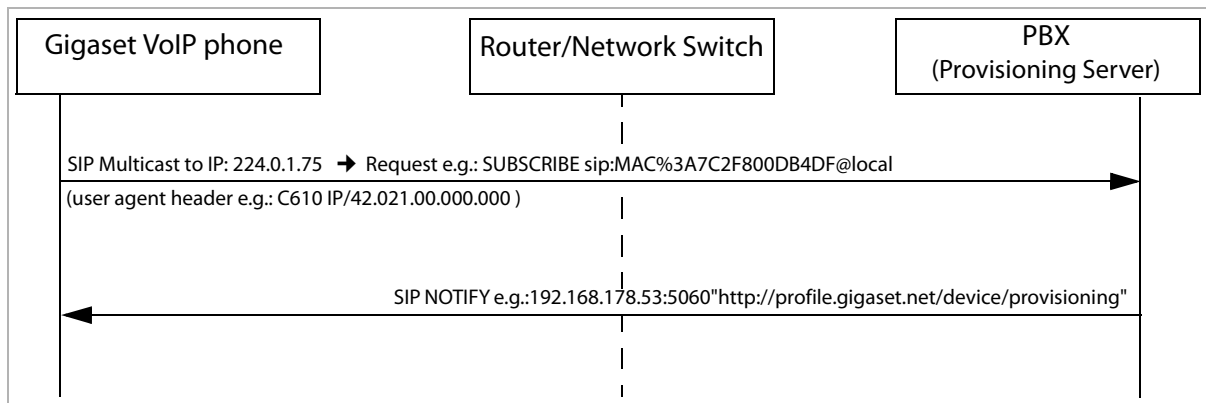 Gigaset VoIP phone
Router/Network Switch
PBX
(Provisioning Server)
SIP Multicast to IP: 224.0.1.75 → Request e.g.: SUBSCRIBE sip:MAC%3A7C2F800DB4DF@local
(user agent header e.g.: C610 IP/42.021.00.000.000 )
SIP NOTIFY e.g.:192.168.178.53:5060"http://profile.gigaset.net/device/provisioning"